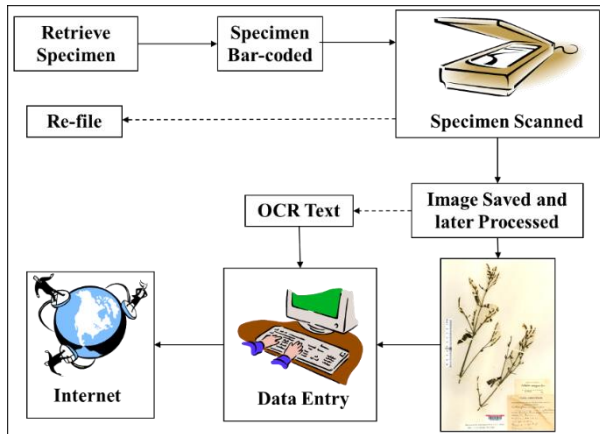 Retrieve
Specimen
Specimen
Bar-coded
Specimen Scanned
Re-file
Image Saved and
later Processed
OCR Text
Data Entry
Internet